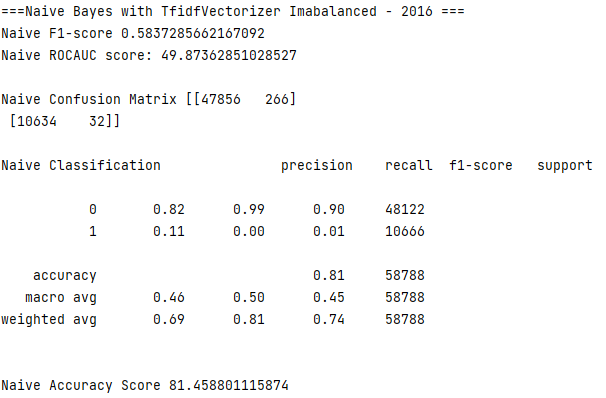 ===Naive Bayes with TfidfVectorizer Imabalanced - 2016 ===
Naive F1-score 0.5837285662167092
Naive ROCAUC score: 49.87362851028527
Naive Confusion Matrix [[47856   266]
 [10634    32]]
Naive Classification               precision    recall  f1-score   support
           0       0.82      0.99      0.90     48122
           1       0.11      0.00      0.01     10666
    accuracy                           0.81     58788
   macro avg       0.46      0.50      0.45     58788
weighted avg       0.69      0.81      0.74     58788
Naive Accuracy Score 81.458801115874